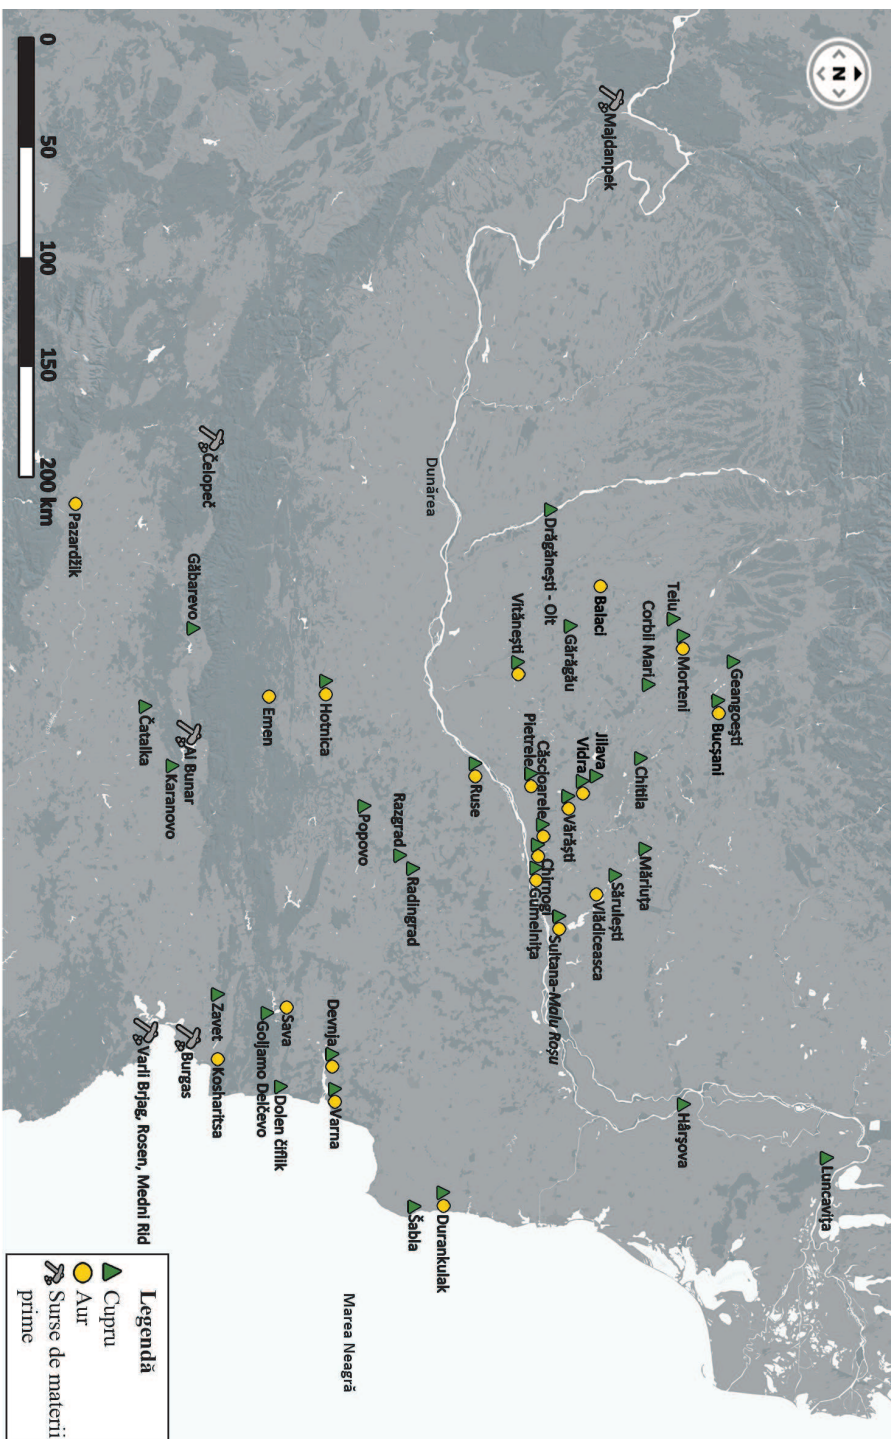 N
Majdanpek
Dunărea
Drăgănești - Olt
Balaci
Gărăgău
Vităneşti
Teiu
Corbii Mari
Morteni
Geangoești
Bucșani
Chitila
Jilava
Vidra
Vărăști
Pietrele
Căscioarele
Chirnogi
Gumelnița
Măriuța
Sărulești
Vlădiceasca
Sultana-Malu Roșu
Hârșova
Luncavița
Ruse
Hotnica
Emen
Popovo
Razgrad
Radingrad
Čelopeč
Pazardžik
Găbarevo
Čatalka
Ai Bunar
Karanovo
Devnja
Varna
Sava
Goljamo Delčevo
Dolen čiflik
Zavet
Kosharitsa
Burgas
Varli Brjag, Rosen, Medni Rid
Durankulak
Šabla
Marea Neagră
0 50 100 150 200 km
Legendă
Cupru
Aur
Surse de materii
prime